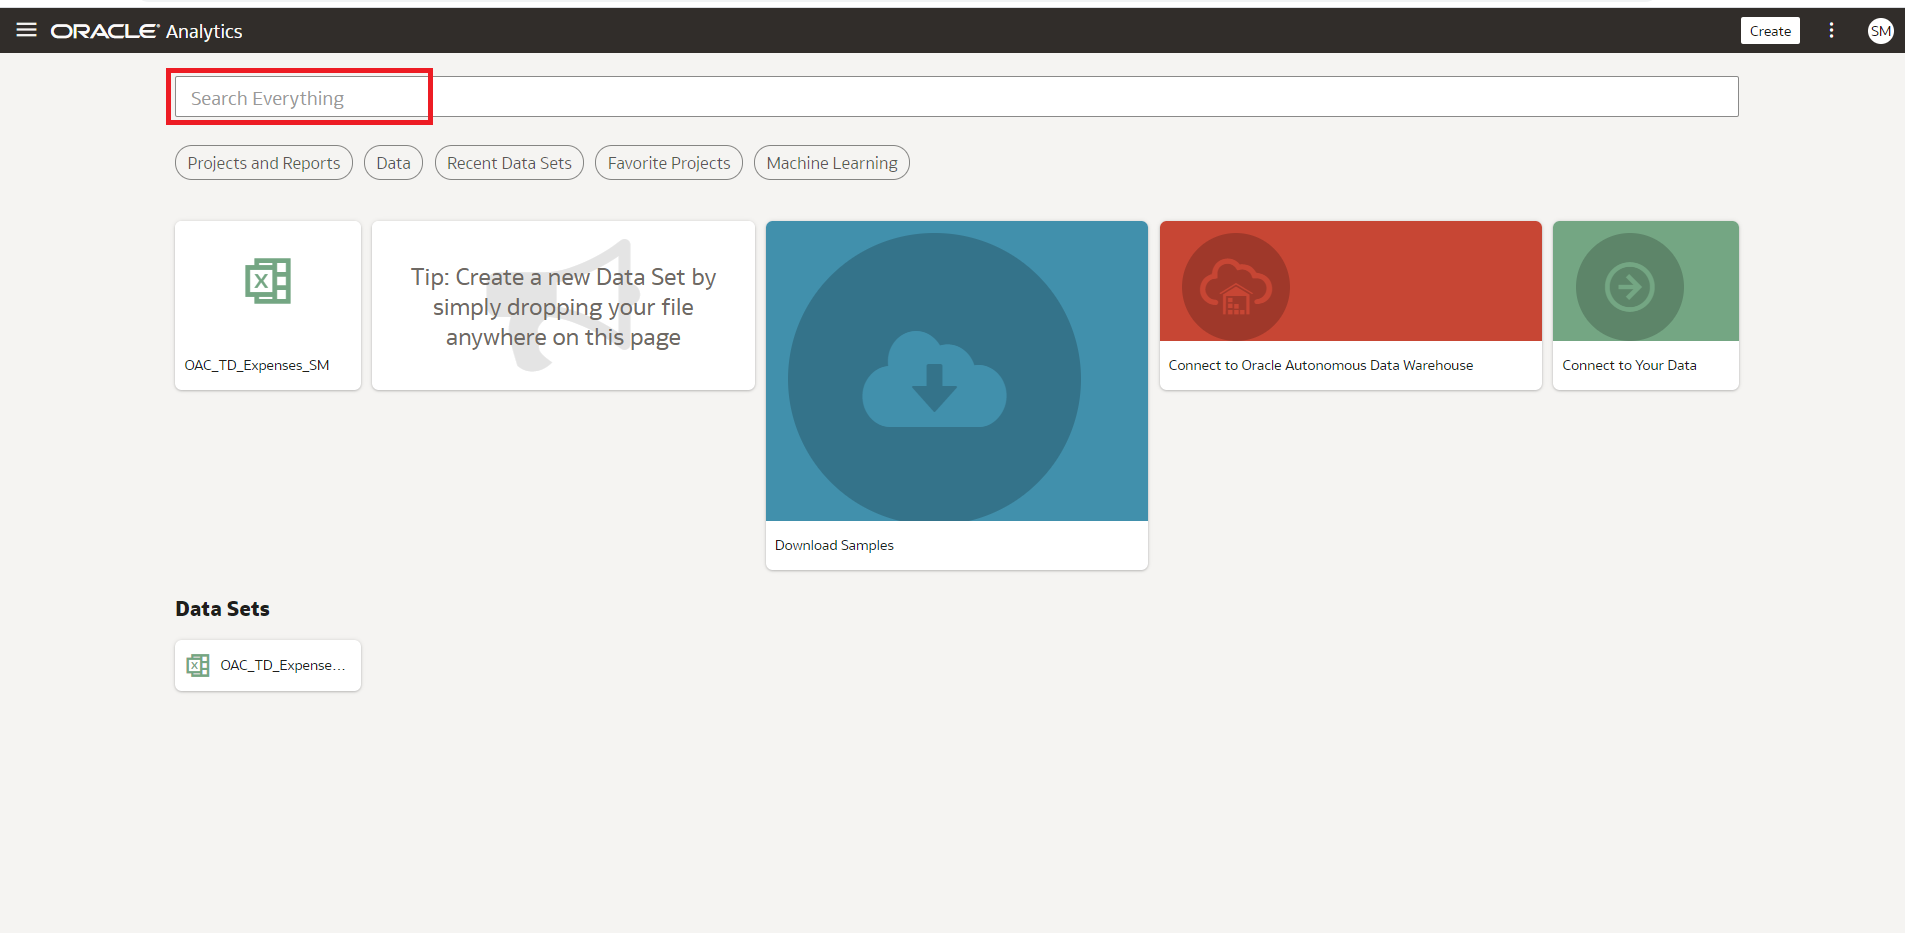 ORACLE Analytics
Create
SM
Search Everything
Projects and Reports
Data
Recent Data Sets
Favorite Projects
Machine Learning
OAC_TD_Expenses_SM
Tip: Create a new Data Set by
simply dropping your file
anywhere on this page
Download Samples
Connect to Oracle Autonomous Data Warehouse
Connect to Your Data
Data Sets
OAC_TD_Expense...